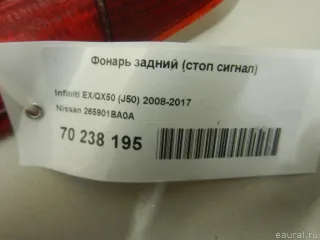 Фонарь задний (стоп сигнал)
Infiniti EX/QX50 (J50) 2008-2017
Nissan 265901BA0A
70 238 195
eaural.ru